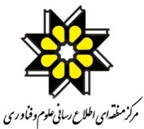 مرکز منطقه ای اطلاع رسانی علوم و فناوری